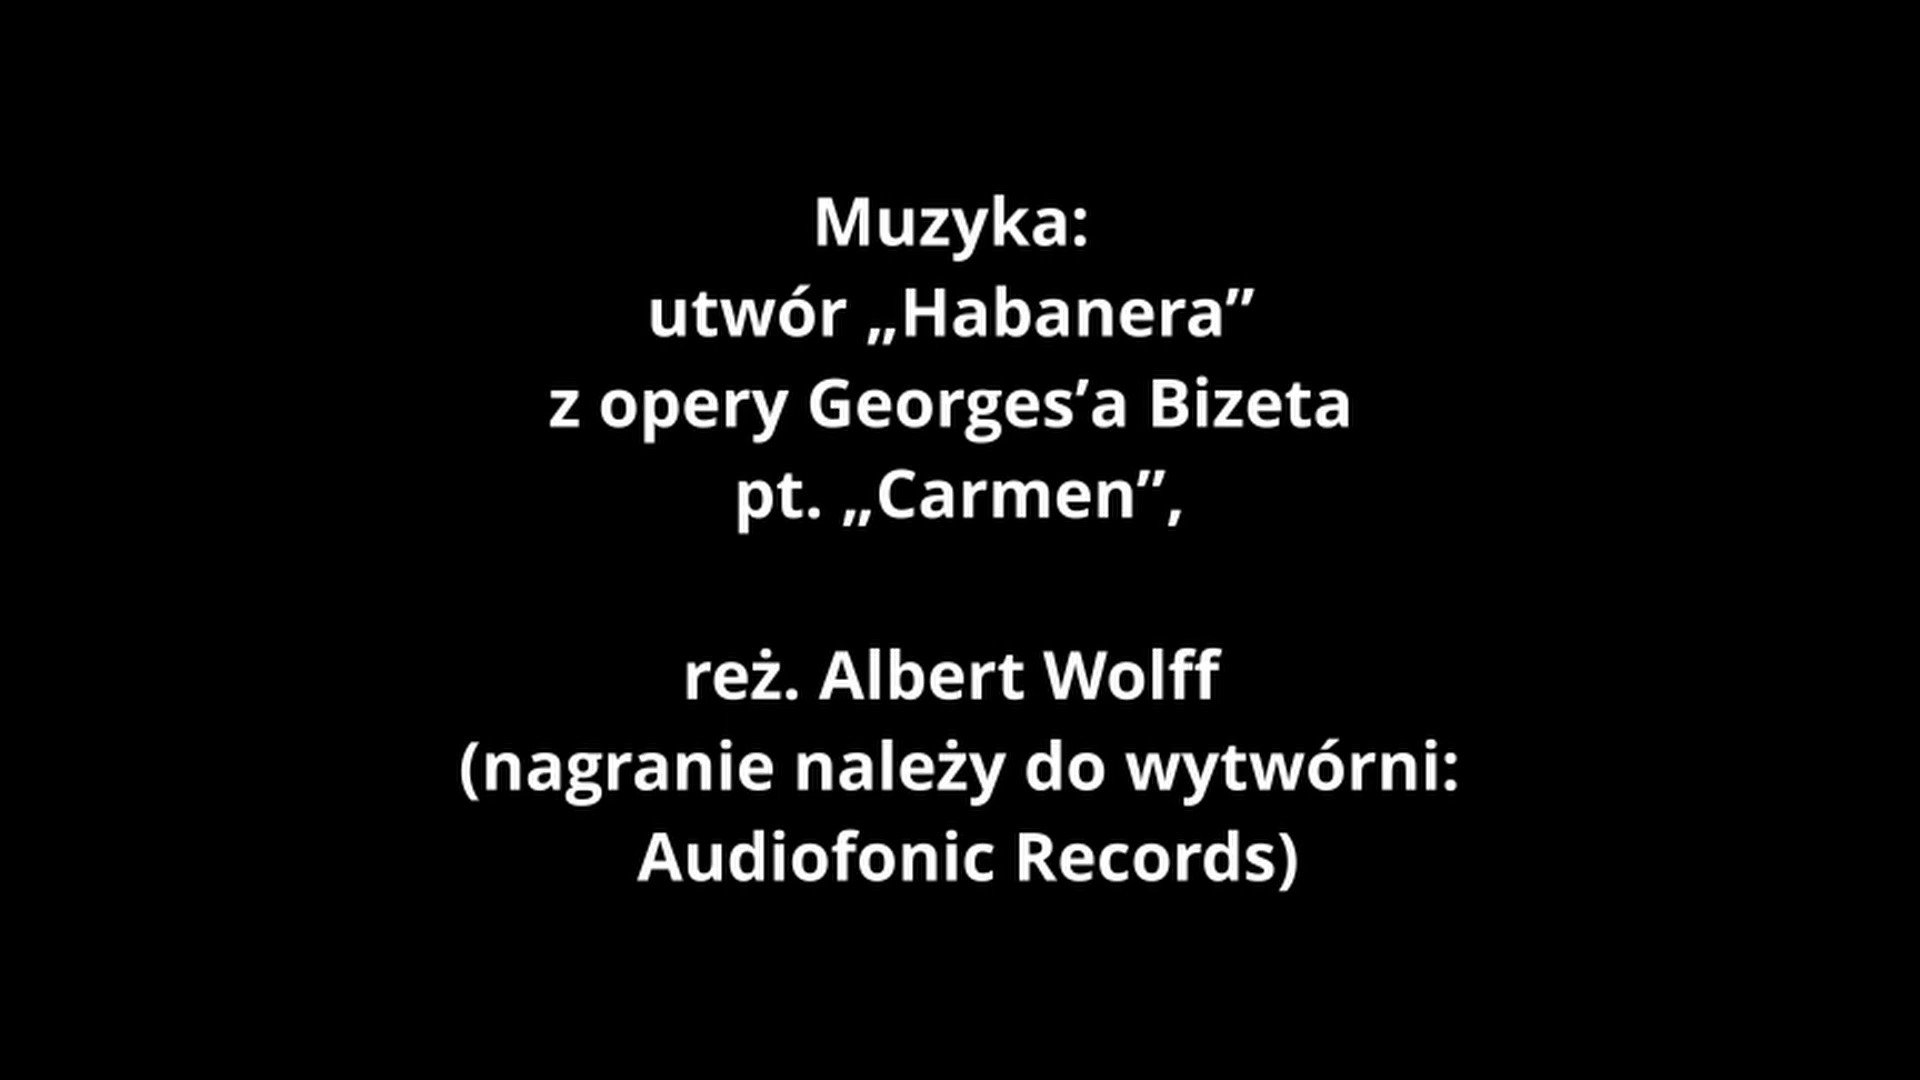 Muzyka:
utwór „Habanera”
z opery Georges’a Bizeta
pt. „Carmen”,
reż. Albert Wolff
(nagranie należy do wytwórni:
Audiofonic Records)